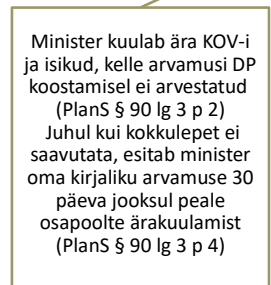 Minister kuulab ära KOV-i
ja isikud, kelle arvamusi DP
koostamisel ei arvestatud
(PlanS § 90 lg 3 p 2)
Juhul kui kokkulepet ei
saavutata, esitab minister
oma kirjaliku arvamuse 30
päeva jooksul peale
osapoolte ärakuulamist
(PlanS § 90 lg 3 p 4)